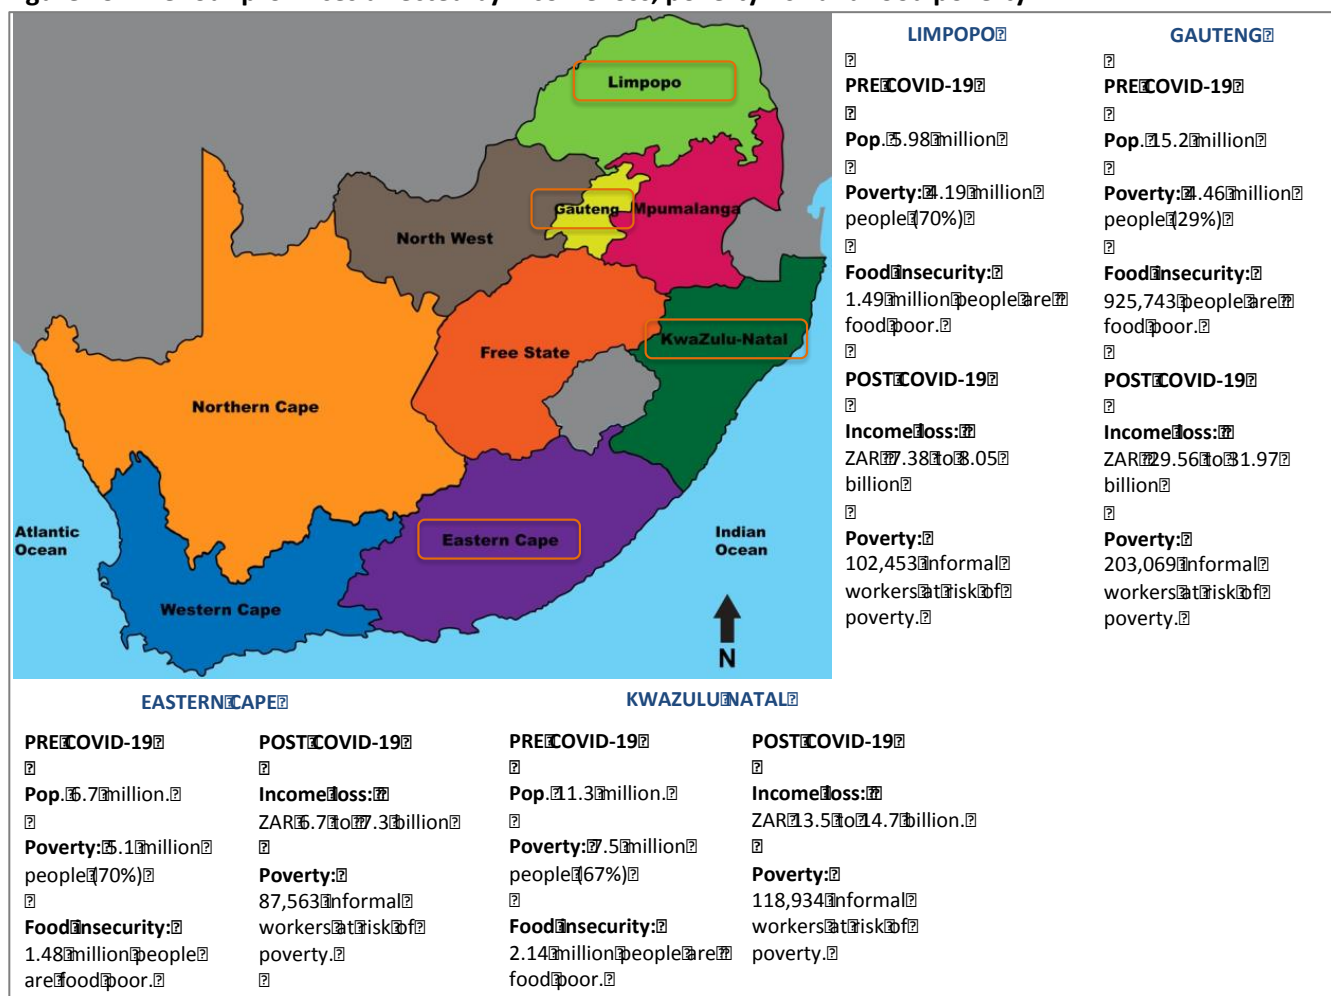 Limpopo
Gauteng
Mpumalanga
North West
KwaZulu-Natal
Free State
Northern Cape
Eastern Cape
Western Cape
Atlantic
Ocean
Indian
Ocean
N
LIMPOPO
PRE COVID-19
Pop. 5.98 million
Poverty: 4.19 million
people (70%)
Food insecurity:
1.49 million people are
food poor.
POST COVID-19
Income loss:
ZAR 7.38 to 8.05
billion
Poverty:
102,453 informal
workers at risk of
poverty.
GAUTENG
PRE COVID-19
Pop. 15.2 million
Poverty: 4.46 million
people (29%)
Food insecurity:
925,743 people are
food poor.
POST COVID-19
Income loss:
ZAR 29.56 to 31.97
billion
Poverty:
203,069 informal
workers at risk of
poverty.
EASTERN CAPE
PRE COVID-19
Pop. 6.7 million.
Poverty: 5.1 million
people (70%)
Food insecurity:
1.48 million people
are food poor.
POST COVID-19
Income loss:
ZAR 6.7 to 7.3 billion
Poverty:
87,563 informal
workers at risk of
poverty.
KWAZULU NATAL
PRE COVID-19
Pop. 11.3 million.
Poverty: 7.5 million
people (67%)
Food insecurity:
2.14 million people are
food poor.
POST COVID-19
Income loss:
ZAR 13.5 to 14.7 billion.
Poverty:
118,934 informal
workers at risk of
poverty.